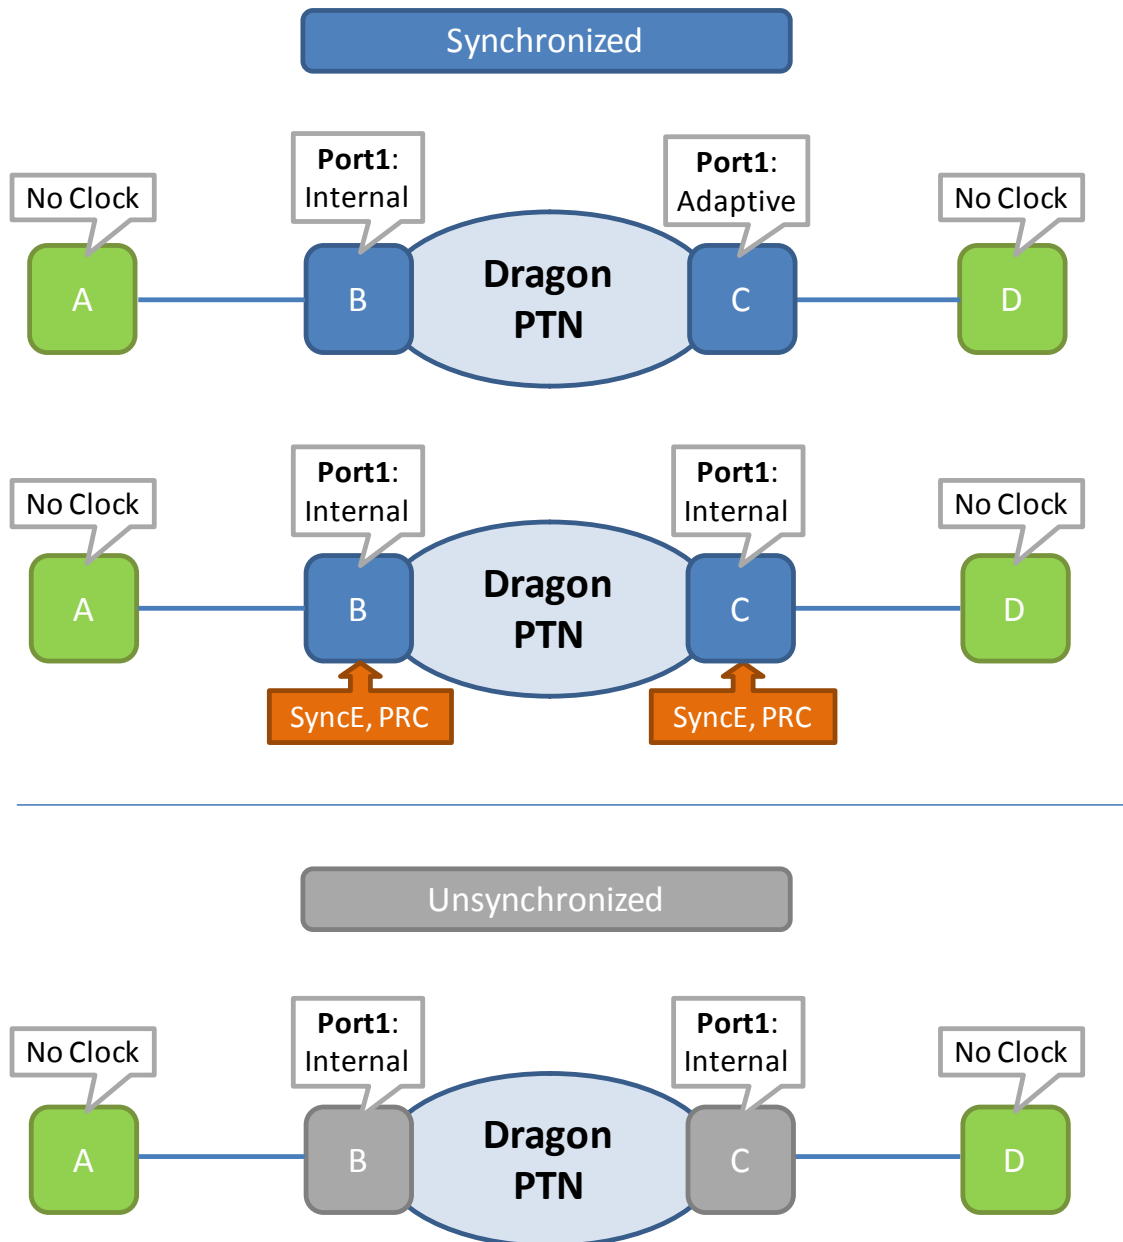 Synchronized
No Clock
Port1:
Internal
Port1:
Adaptive
No Clock
A
B
Dragon
PTN
C
D
No Clock
Port1:
Internal
Port1:
Internal
No Clock
A
B
Dragon
PTN
C
D
SyncE, PRC
SyncE, PRC
Unsynchronized
No Clock
Port1:
Internal
Port1:
Internal
No Clock
A
B
Dragon
PTN
C
D